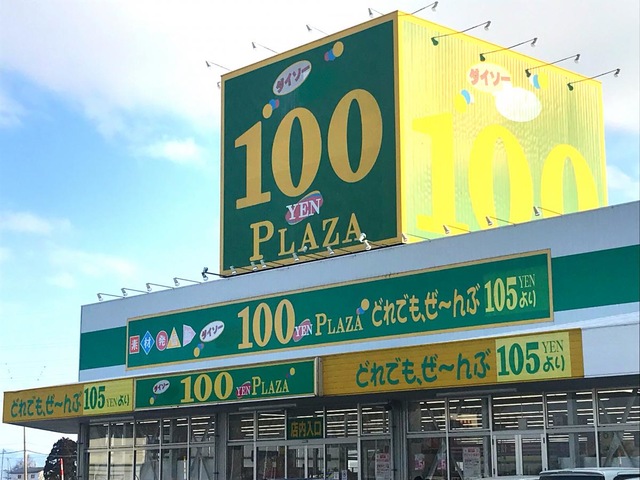 ダイソー
100
YEN
PLAZA
ダイソー
100
素材発
ダイソー
100 YEN PLAZA どれでも、ぜ〜んぶ 105 YEN より
どれでも、ぜ〜んぶ 105 YEN より
ダイソー
100 YEN PLAZA
どれでも、ぜ〜んぶ 105 YEN より
店内入口